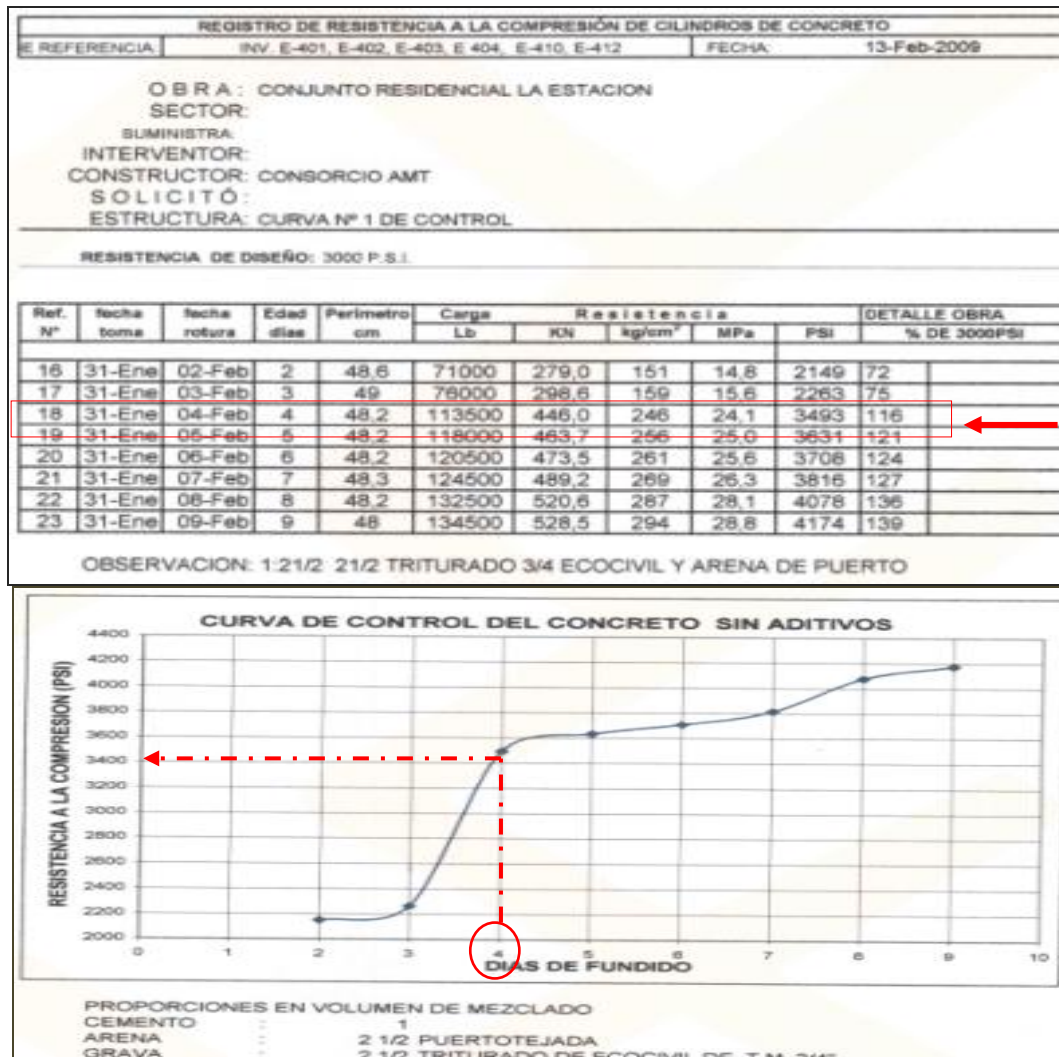 REGISTRO DE RESISTENCIA A LA COMPRESIÓN DE CILINDROS DE CONCRETO
E REFERENCIA INV. E-401, E-402, E-403, E 404, E-410, E-412 FECHA: 13-Feb-2009
OBRA: CONJUNTO RESIDENCIAL LA ESTACION
SECTOR:
SUMINISTRA:
INTERVENTOR:
CONSTRUCTOR: CONSORCIO AMT
SOLICITÓ:
ESTRUCTURA: CURVA Nº 1 DE CONTROL
RESISTENCIA DE DISEÑO: 3000 P.S.I.
Ref. fecha fecha Edad Perimetro Carga Resistencia DETALLE OBRA
Nº toma rotura días cm Lb KN kg/cm² MPa PSI % DE 3000PSI
16 31-Ene 02-Feb 2 48,6 71000 279,0 151 14,8 2149 72
17 31-Ene 03-Feb 3 49 76000 298,6 159 15,6 2263 75
18 31-Ene 04-Feb 4 48,2 113500 446,0 246 24,1 3493 116
19 31-Ene 05-Feb 5 48,2 118000 463,7 256 25,0 3631 121
20 31-Ene 06-Feb 6 48,2 120500 473,5 261 25,6 3708 124
21 31-Ene 07-Feb 7 48,3 124500 489,2 269 26,3 3816 127
22 31-Ene 08-Feb 8 48,2 132500 520,6 287 28,1 4078 136
23 31-Ene 09-Feb 9 48 134500 528,5 294 28,8 4174 139
OBSERVACION: 1:21/2 21/2 TRITURADO 3/4 ECOCIVIL Y ARENA DE PUERTO
CURVA DE CONTROL DEL CONCRETO SIN ADITIVOS
RESISTENCIA A LA COMPRESION (PSI)
4400
4200
4000
3800
3600
3400
3200
3000
2800
2600
2400
2200
2000
0 1 2 3 4 5 6 7 8 9 10
DIAS DE FUNDIDO
PROPORCIONES EN VOLUMEN DE MEZCLADO
CEMENTO : 1
ARENA : 2 1/2 PUERTOTEJADA
GRAVA : 2 1/2 TRITURADO DE ECOCIVIL DE T.M. 3/4"